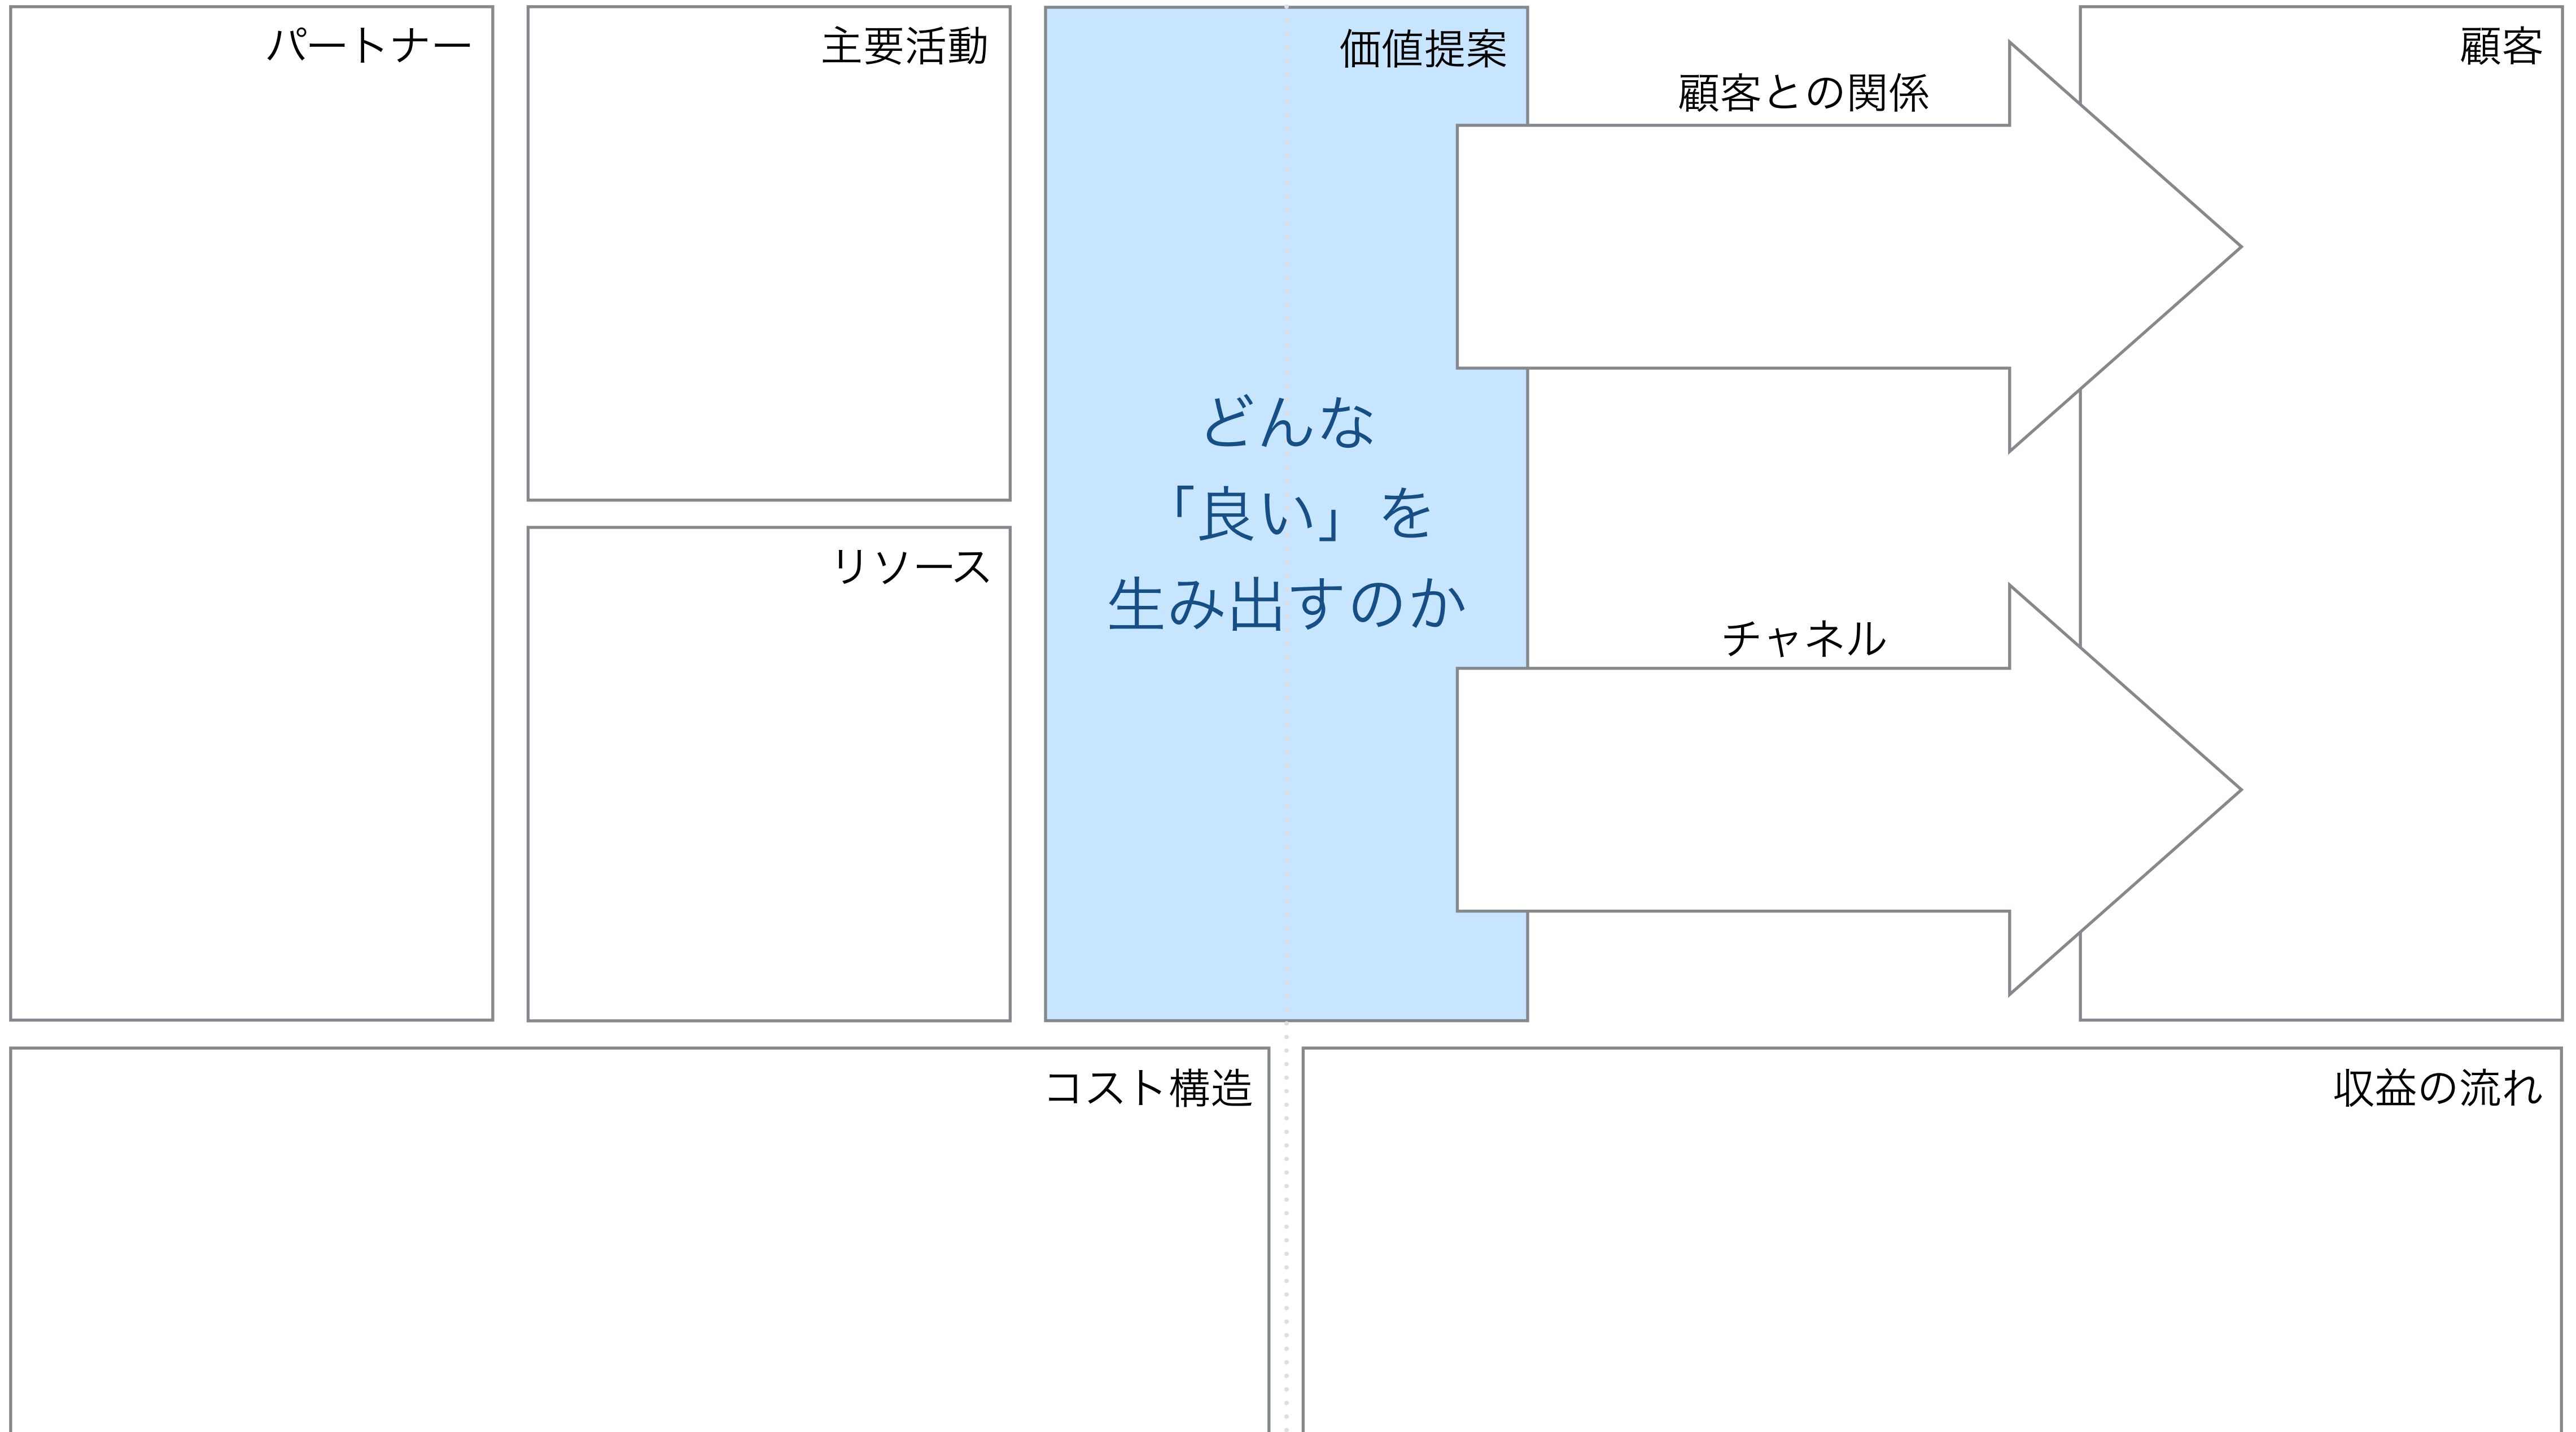 パートナー
主要活動
リソース
価値提案
どんな
「良い」を
生み出すのか
顧客との関係
チャネル
顧客
コスト構造
収益の流れ